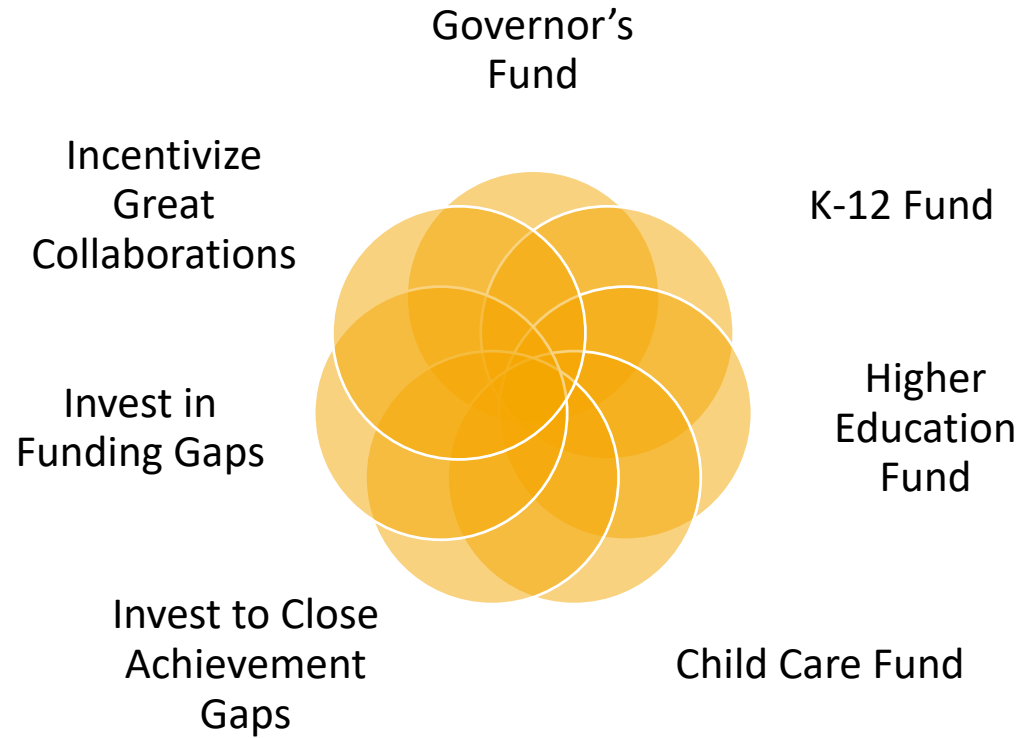 Governor’s
Fund
K-12 Fund
Higher
Education
Fund
Child Care Fund
Invest to Close
Achievement
Gaps
Invest in
Funding Gaps
Incentivize
Great
Collaborations